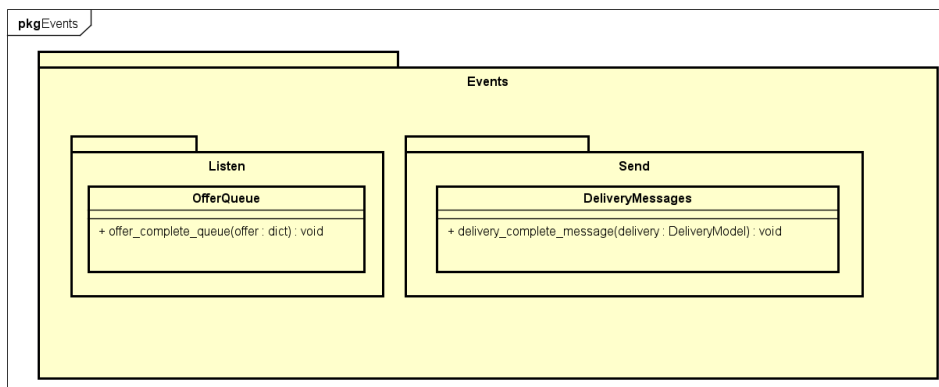 pkgEvents
Events
Listen
Send
OfferQueue
DeliveryMessages
+ offer_complete_queue(offer : dict) : void
+ delivery_complete_message(delivery : DeliveryModel) : void